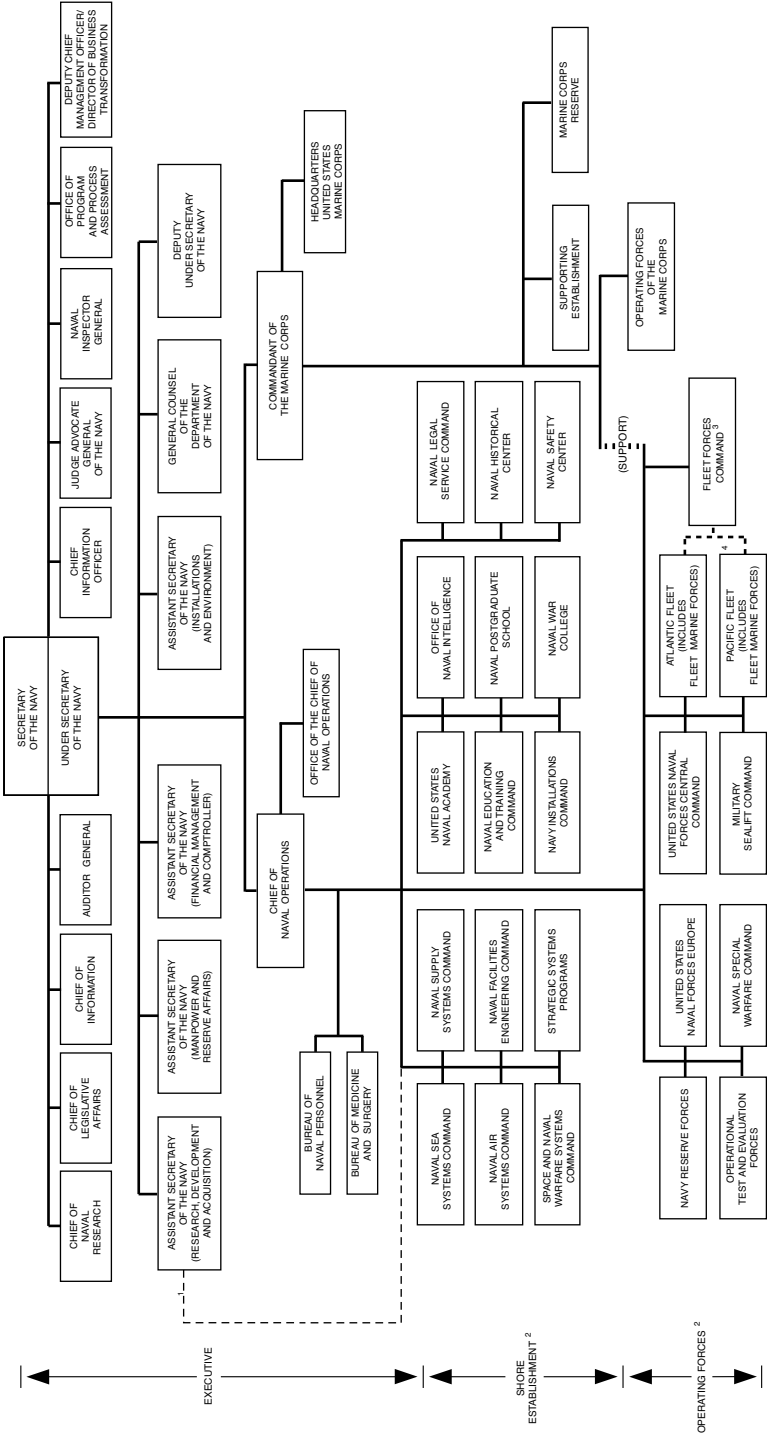 SECRETARY
OF THE NAVY
UNDER SECRETARY
OF THE NAVY
CHIEF OF
NAVAL
RESEARCH
CHIEF OF
LEGISLATIVE
AFFAIRS
CHIEF OF
INFORMATION
AUDITOR GENERAL
CHIEF
INFORMATION
OFFICER
JUDGE ADVOCATE
GENERAL
OF THE NAVY
NAVAL
INSPECTOR
GENERAL
OFFICE OF
PROGRAM
AND PROCESS
ASSESSMENT
DEPUTY CHIEF
MANAGEMENT OFFICER/
DIRECTOR OF BUSINESS
TRANSFORMATION
ASSISTANT SECRETARY
OF THE NAVY
(RESEARCH, DEVELOPMENT
AND ACQUISITION)
ASSISTANT SECRETARY
OF THE NAVY
(MANPOWER AND
RESERVE AFFAIRS)
ASSISTANT SECRETARY
OF THE NAVY
(FINANCIAL MANAGEMENT
AND COMPTROLLER)
ASSISTANT SECRETARY
OF THE NAVY
(INSTALLATIONS
AND ENVIRONMENT)
GENERAL COUNSEL
OF THE
DEPARTMENT
OF THE NAVY
DEPUTY
UNDER SECRETARY
OF THE NAVY
1
EXECUTIVE
CHIEF OF
NAVAL OPERATIONS
COMMANDANT OF
THE MARINE CORPS
OFFICE OF THE CHIEF OF
NAVAL OPERATIONS
HEADQUARTERS
UNITED STATES
MARINE CORPS
BUREAU OF
NAVAL PERSONNEL
BUREAU OF MEDICINE
AND SURGERY
SHORE
ESTABLISHMENT 2
NAVAL SEA
SYSTEMS COMMAND
NAVAL SUPPLY
SYSTEMS COMMAND
UNITED STATES
NAVAL ACADEMY
OFFICE OF
NAVAL INTELLIGENCE
NAVAL LEGAL
SERVICE COMMAND
NAVAL AIR
SYSTEMS COMMAND
NAVAL FACILITIES
ENGINEERING COMMAND
NAVAL EDUCATION
AND TRAINING
COMMAND
NAVAL POSTGRADUATE
SCHOOL
NAVAL HISTORICAL
CENTER
SPACE AND NAVAL
WARFARE SYSTEMS
COMMAND
STRATEGIC SYSTEMS
PROGRAMS
NAVY INSTALLATIONS
COMMAND
NAVAL WAR
COLLEGE
NAVAL SAFETY
CENTER
SUPPORTING
ESTABLISHMENT
MARINE CORPS
RESERVE
OPERATING FORCES 2
(SUPPORT)
OPERATING FORCES
OF THE
MARINE CORPS
NAVY RESERVE FORCES
UNITED STATES
NAVAL FORCES EUROPE
UNITED STATES NAVAL
FORCES CENTRAL
COMMAND
ATLANTIC FLEET
(INCLUDES
FLEET MARINE FORCES)
FLEET FORCES
COMMAND 3
OPERATIONAL
TEST AND EVALUATION
FORCES
NAVAL SPECIAL
WARFARE COMMAND
MILITARY
SEALIFT COMMAND
PACIFIC FLEET
(INCLUDES
FLEET MARINE FORCES)
4